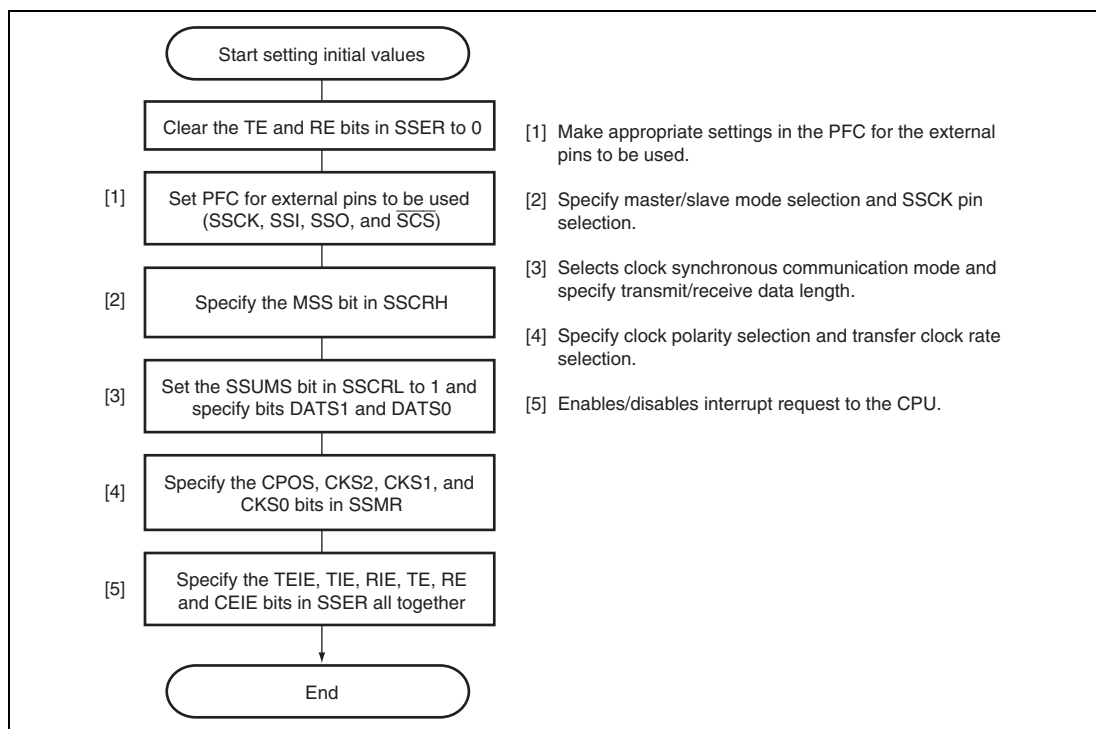 Start setting initial values
Clear the TE and RE bits in SSER to 0
[1]
Set PFC for external pins to be used
(SSCK, SSI, SSO, and SCS)
[2]
Specify the MSS bit in SSCRH
[3]
Set the SSUMS bit in SSCRL to 1 and
specify bits DATS1 and DATS0
[4]
Specify the CPOS, CKS2, CKS1, and
CKS0 bits in SSMR
[5]
Specify the TEIE, TIE, RIE, TE, RE
and CEIE bits in SSER all together
End
[1] Make appropriate settings in the PFC for the external
pins to be used.
[2] Specify master/slave mode selection and SSCK pin
selection.
[3] Selects clock synchronous communication mode and
specify transmit/receive data length.
[4] Specify clock polarity selection and transfer clock rate
selection.
[5] Enables/disables interrupt request to the CPU.